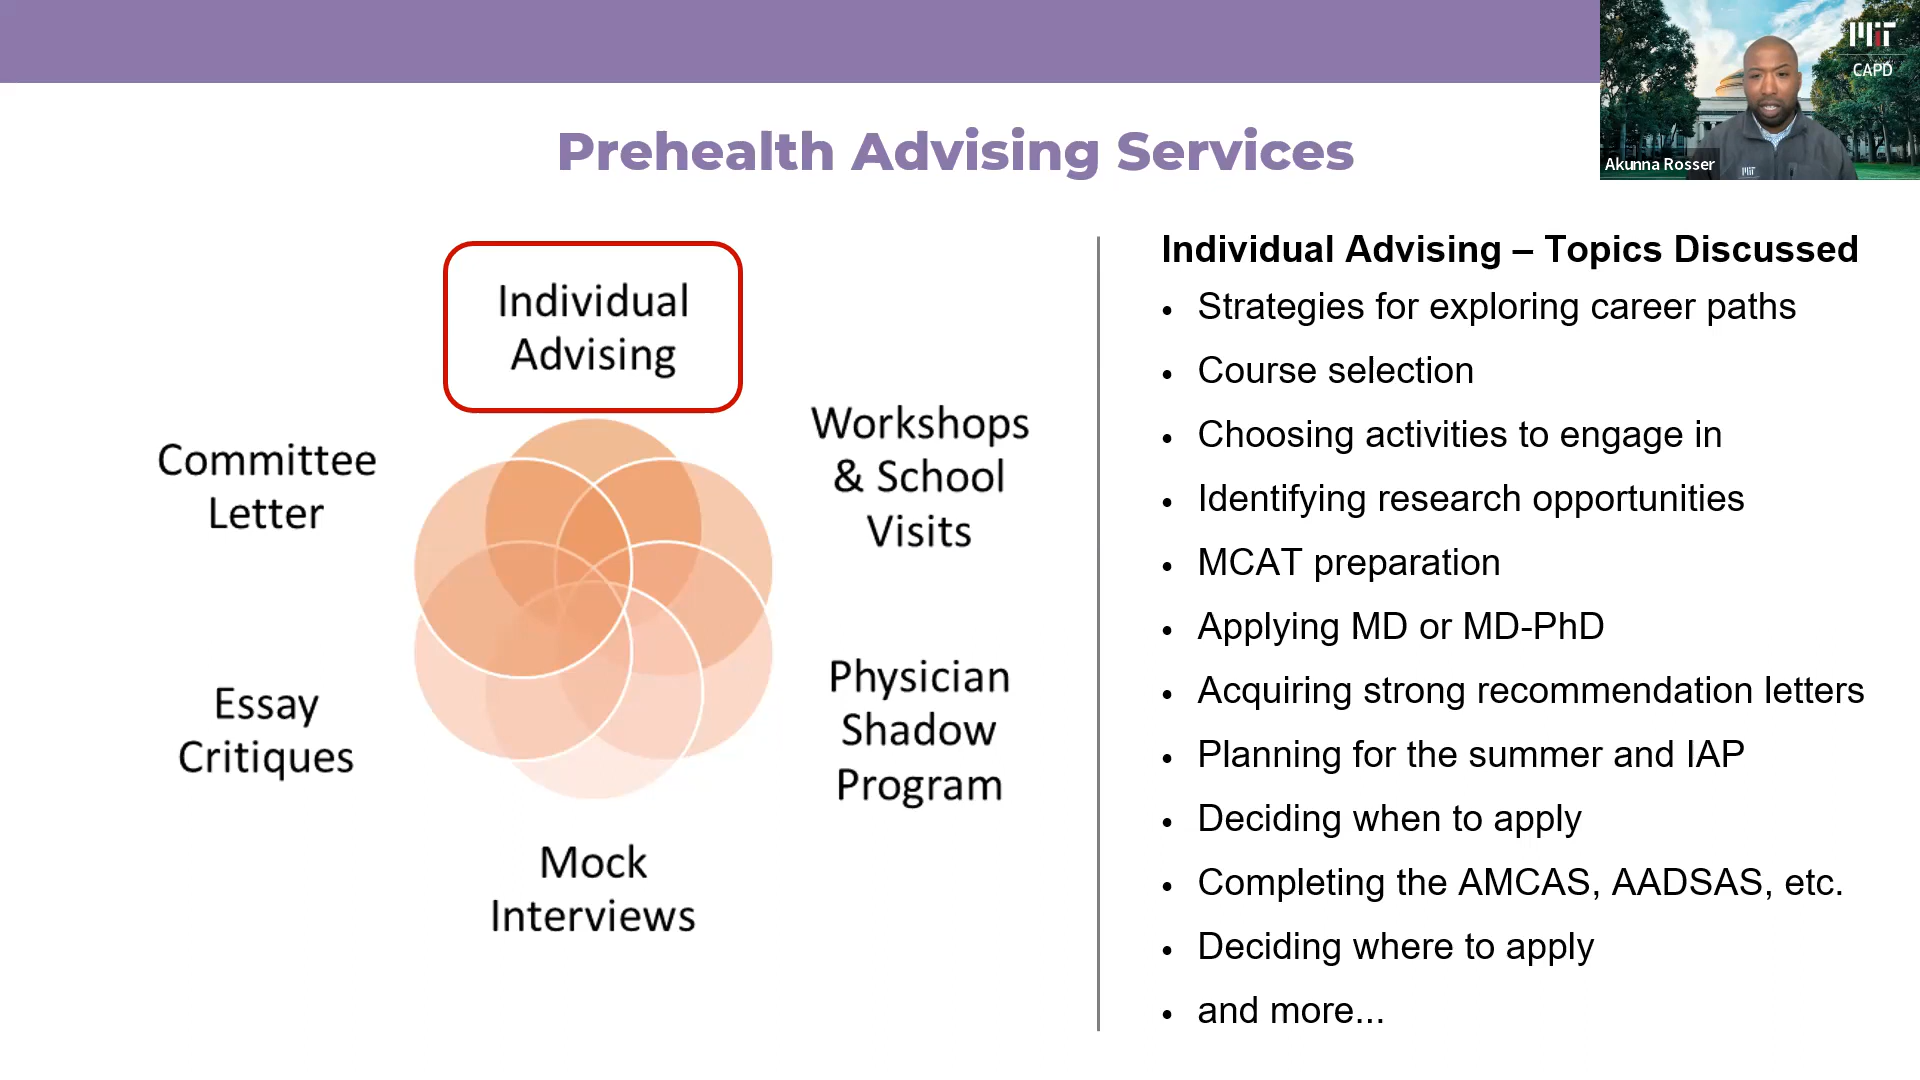 MIT
CAPD
Akunna Rosser
MIT
Prehealth Advising Services
Individual
Advising
Workshops
& School
Visits
Physician
Shadow
Program
Mock
Interviews
Essay
Critiques
Committee
Letter
Individual Advising – Topics Discussed
• Strategies for exploring career paths
• Course selection
• Choosing activities to engage in
• Identifying research opportunities
• MCAT preparation
• Applying MD or MD-PhD
• Acquiring strong recommendation letters
• Planning for the summer and IAP
• Deciding when to apply
• Completing the AMCAS, AADSAS, etc.
• Deciding where to apply
• and more...